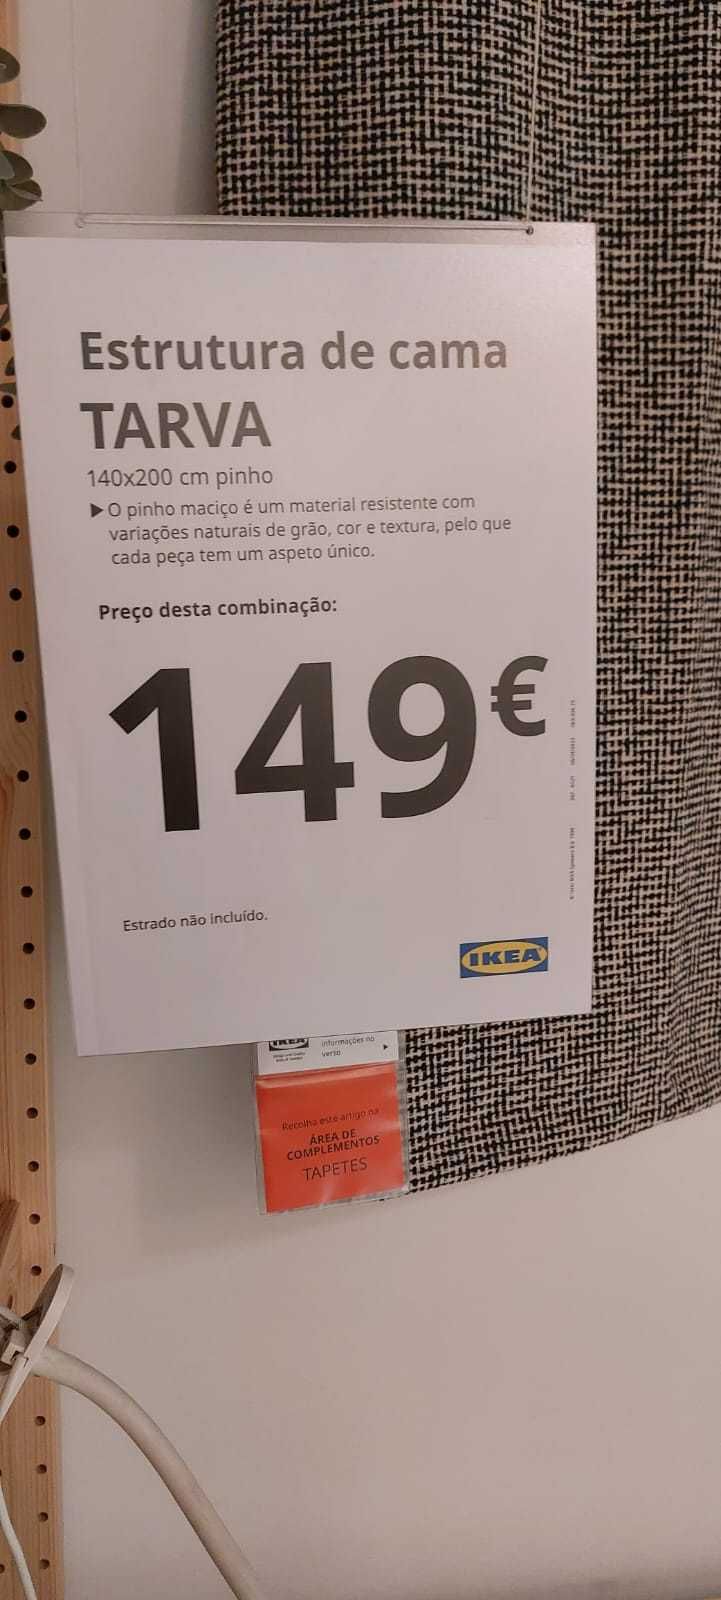 Estrutura de cama
TARVA
140x200 cm pinho
▶ O pinho maciço é um material resistente com
variações naturais de grão, cor e textura, pelo que
cada peça tem um aspeto único.
Preço desta combinação:
149€
Estrado não incluído.
IKEA
IKEA
informações no
verso
Recolha este artigo na
ÁREA DE
COMPLEMENTOS
TAPETES